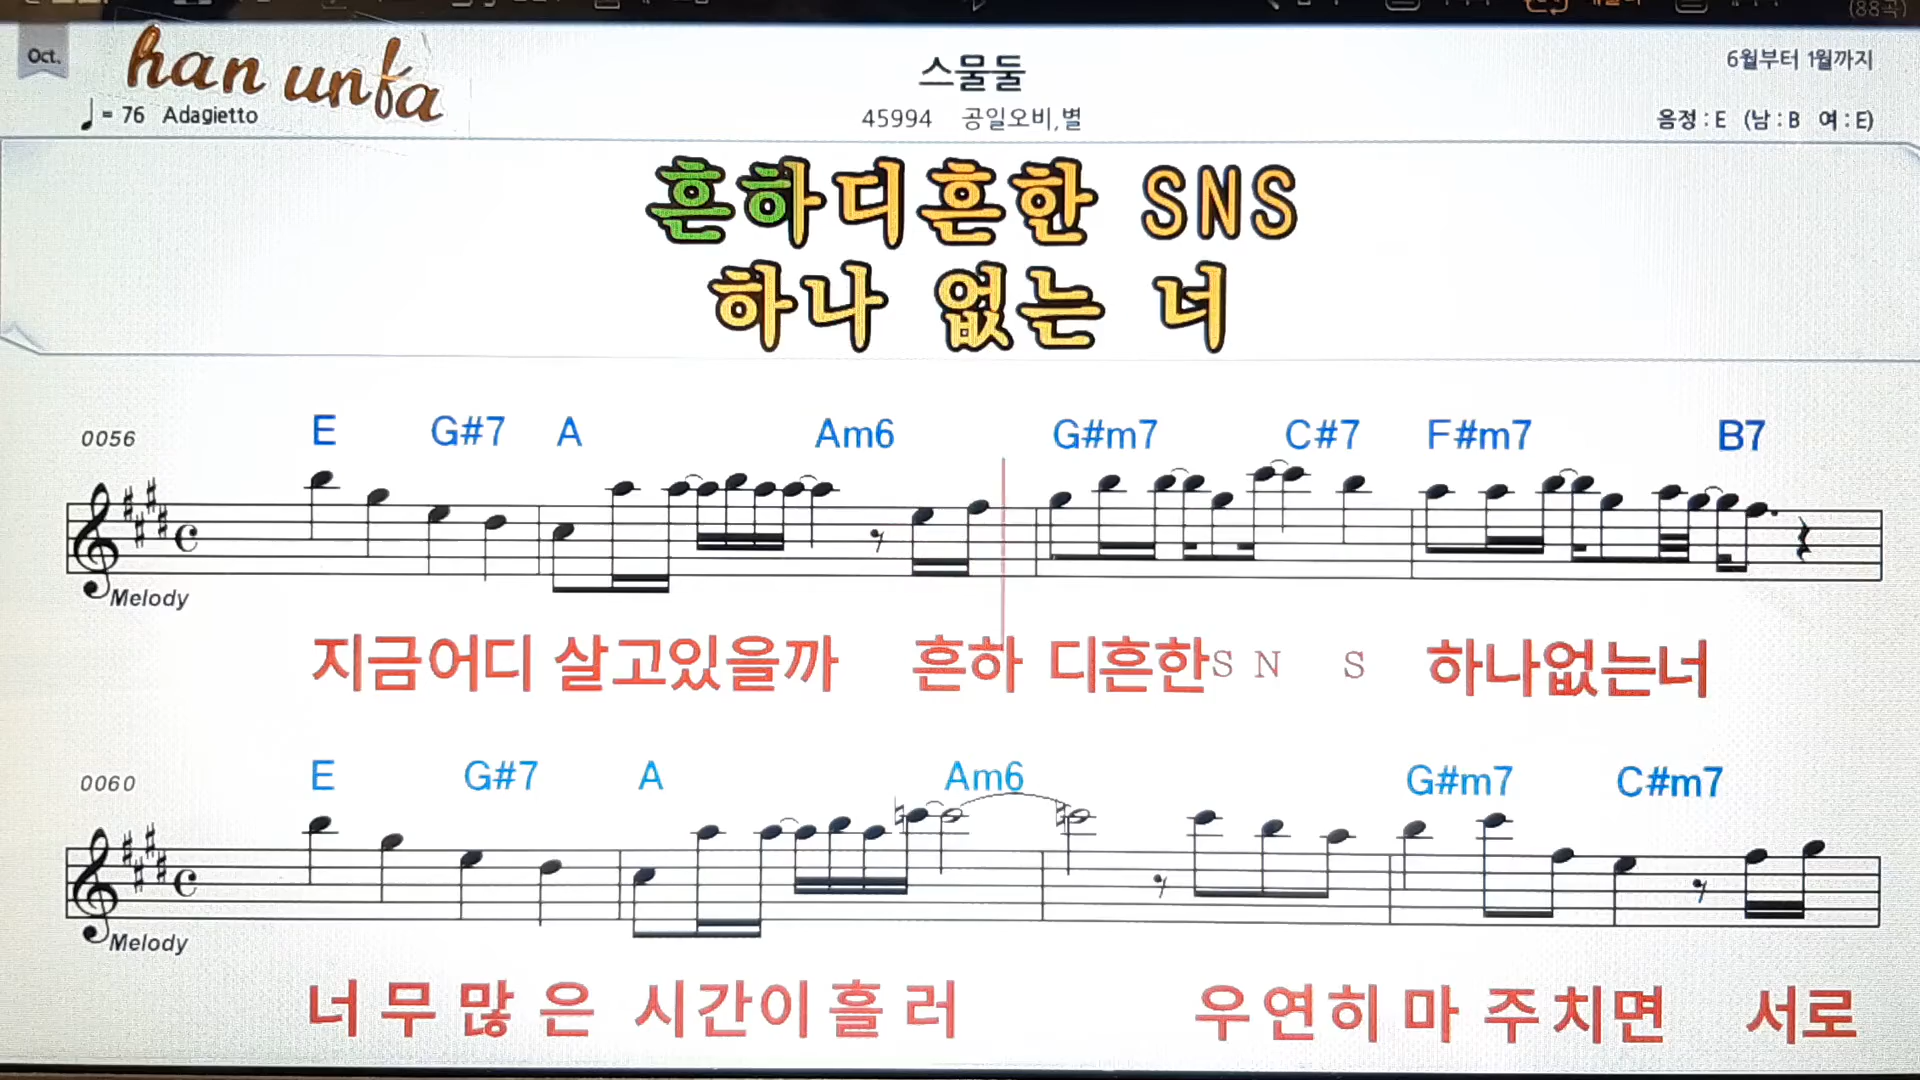 (88곡)
Oct.
han unfa
♩= 76 Adagietto
스물둘
45994 공일오비,별
6월부터 1월까지
음정 : E (남 : B 여 : E)
흔하디흔한 SNS
하나 없는 너
0056
E G#7 A Am6 G#m7 C#7 F#m7 B7
Melody
지금어디 살고있을까 흔하 디흔한S N S 하나없는너
0060
E G#7 A Am6 G#m7 C#m7
Melody
너 무 많 은 시간이 흘 러 우연히 마 주치면 서로